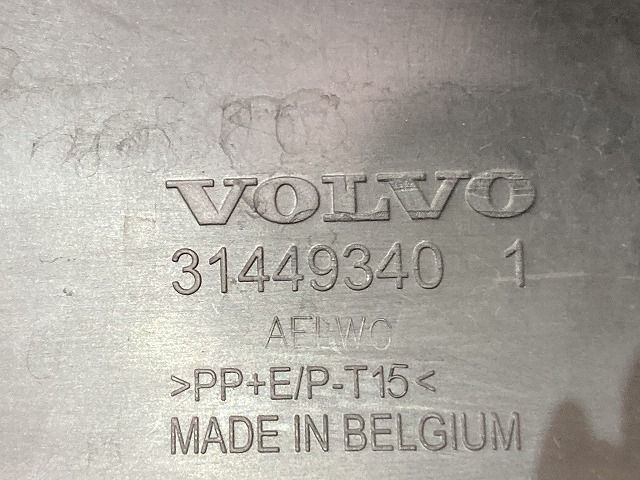 VOLVO
31449340 1
>PP+E/P-T15<
MADE IN BELGIUM